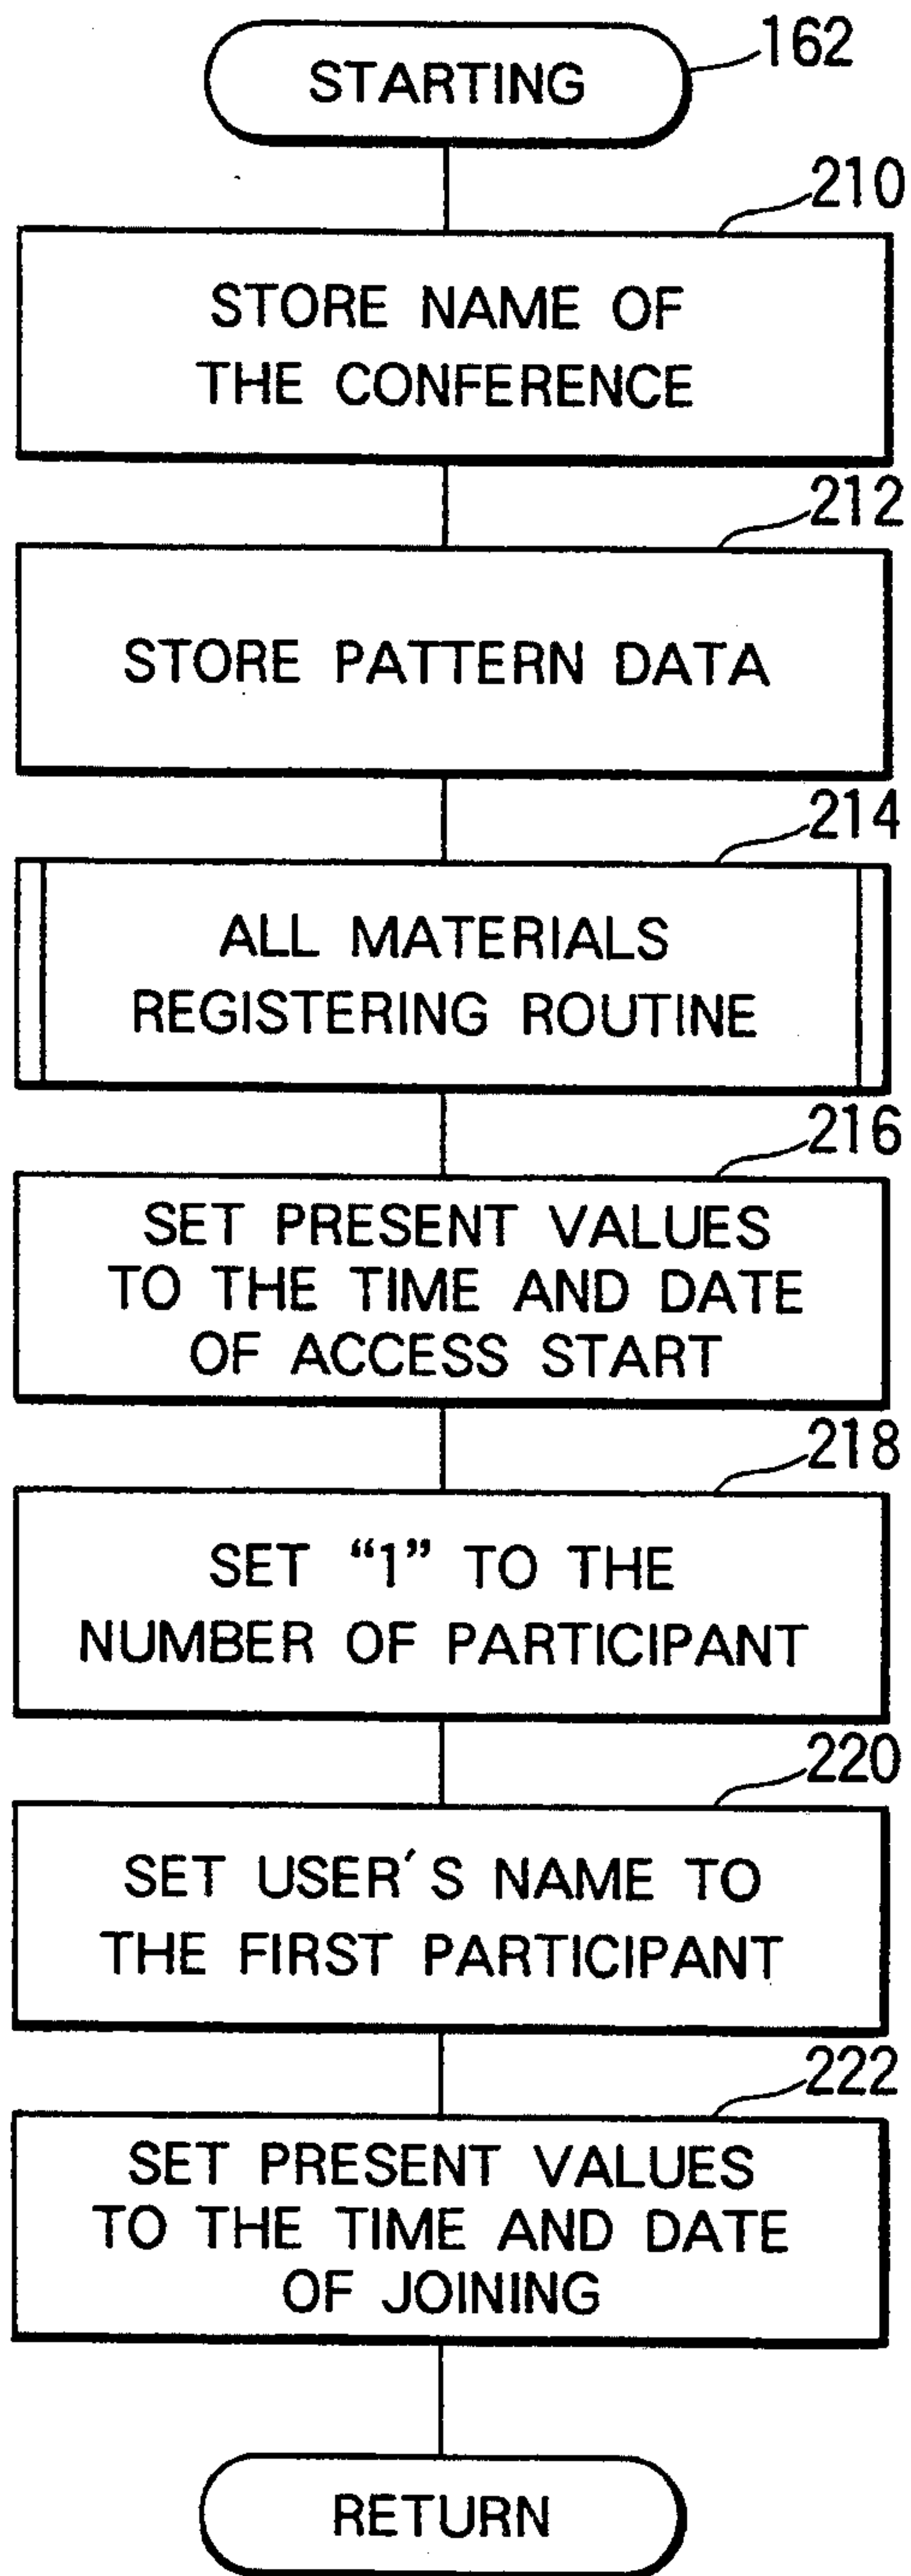 162
STARTING
210
STORE NAME OF
THE CONFERENCE
212
STORE PATTERN DATA
214
ALL MATERIALS
REGISTERING ROUTINE
216
SET PRESENT VALUES
TO THE TIME AND DATE
OF ACCESS START
218
SET “1” TO THE
NUMBER OF PARTICIPANT
220
SET USER'S NAME TO
THE FIRST PARTICIPANT
222
SET PRESENT VALUES
TO THE TIME AND DATE
OF JOINING
RETURN